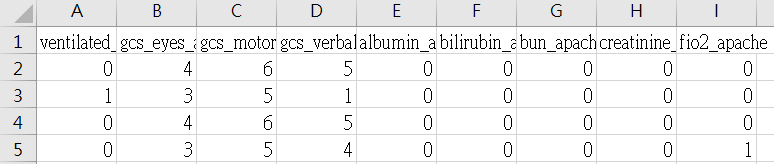 A B C D E F G H I
1 ventilated_ gcs_eyes_a gcs_motor gcs_verbal albumin_a bilirubin_a bun_apach creatinine_ fio2_apache
2 0 4 6 5 0 0 0 0 0
3 1 3 5 1 0 0 0 0 0
4 0 4 6 5 0 0 0 0 0
5 0 3 5 4 0 0 0 0 1